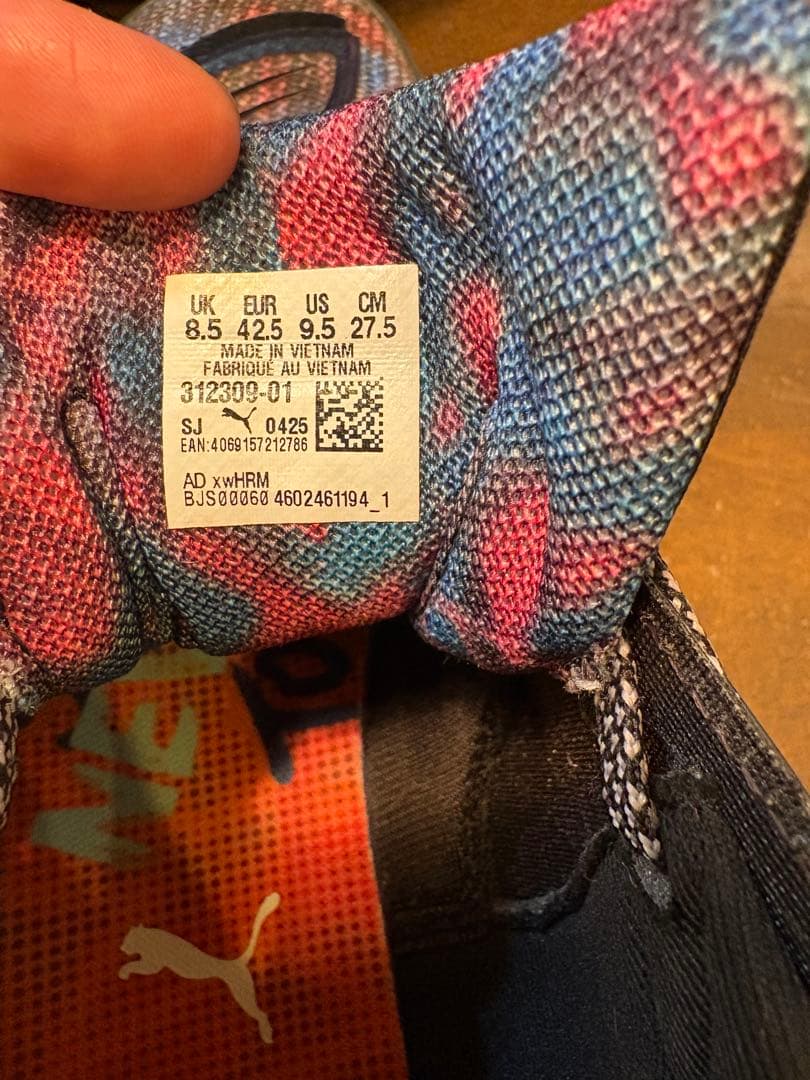 UK EUR US CM
8.5 42.5 9.5 27.5
MADE IN VIETNAM
FABRIQUÉ AU VIETNAM
312309-01
SJ 0425
EAN:4069157212786
AD xwHRM
BJS00060 4602461194_1